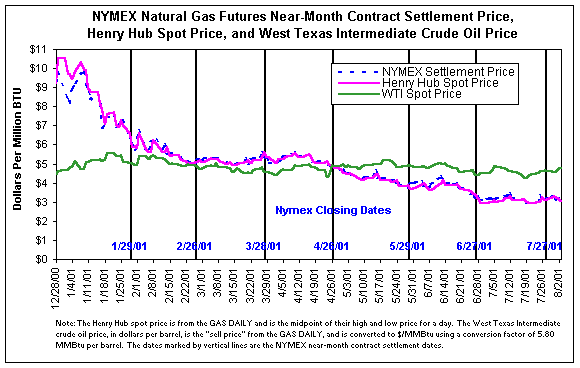 NYMEX Natural Gas Futures Near-Month Contract Settlement Price,
Henry Hub Spot Price, and West Texas Intermediate Crude Oil Price
NYMEX Settlement Price
Henry Hub Spot Price
WTI Spot Price
Dollars Per Million BTU
$11
$10
$9
$8
$7
$6
$5
$4
$3
$2
$1
$0
Nymex Closing Dates
1/29/01 2/26/01 3/28/01 4/26/01 5/29/01 6/27/01 7/27/01
12/28/00 1/4/01 1/11/01 1/18/01 1/25/01 2/1/01 2/8/01 2/15/01 2/22/01 3/1/01 3/8/01 3/15/01 3/22/01 3/29/01 4/5/01 4/12/01 4/19/01 4/26/01 5/3/01 5/10/01 5/17/01 5/24/01 5/31/01 6/7/01 6/14/01 6/21/01 6/28/01 7/5/01 7/12/01 7/19/01 7/26/01 8/2/01
Note: The Henry Hub spot price is from the GAS DAILY and is the midpoint of their high and low price for a day. The West Texas Intermediate
crude oil price, in dollars per barrel, is the "sell price" from the GAS DAILY, and is converted to $/MMBtu using a conversion factor of 5.80
MMBtu per barrel. The dates marked by vertical lines are the NYMEX near-month contract settlement dates.